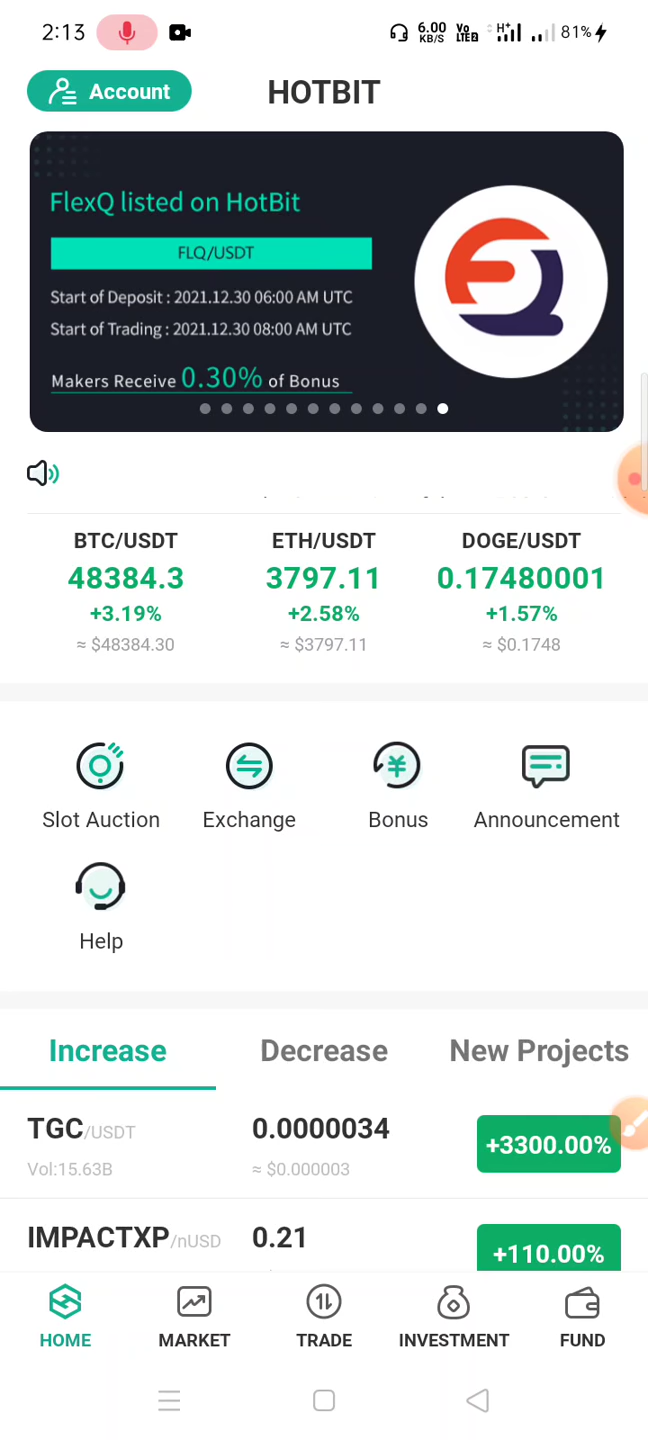 2:13 6.00 KB/S Vo LTE2 H+ 81%
Account HOTBIT
FlexQ listed on HotBit
FLQ/USDT
Start of Deposit : 2021.12.30 06:00 AM UTC
Start of Trading : 2021.12.30 08:00 AM UTC
Makers Receive 0.30% of Bonus
BTC/USDT ETH/USDT DOGE/USDT
48384.3 3797.11 0.17480001
+3.19% +2.58% +1.57%
≈ $48384.30 ≈ $3797.11 ≈ $0.1748
Slot Auction Exchange Bonus Announcement
Help
Increase Decrease New Projects
TGC/USDT 0.0000034 +3300.00%
Vol:15.63B ≈ $0.000003
IMPACTXP/nUSD 0.21 +110.00%
HOME MARKET TRADE INVESTMENT FUND